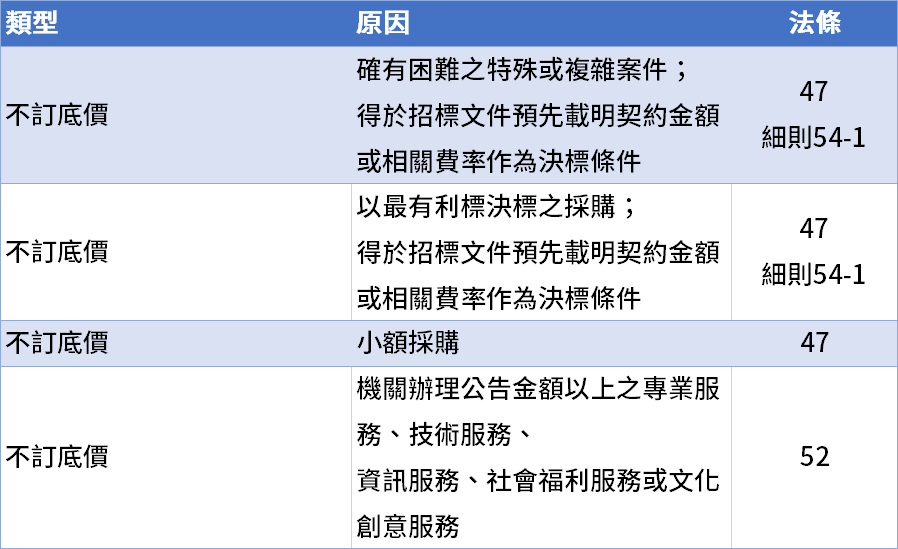 類型 原因 法條
不訂底價
確有困難之特殊或複雜案件；
得於招標文件預先載明契約金額
或相關費率作為決標條件
47
細則54-1
不訂底價
以最有利標決標之採購；
得於招標文件預先載明契約金額
或相關費率作為決標條件
47
細則54-1
不訂底價 小額採購 47
不訂底價
機關辦理公告金額以上之專業服
務、技術服務、
資訊服務、社會福利服務或文化
創意服務
52